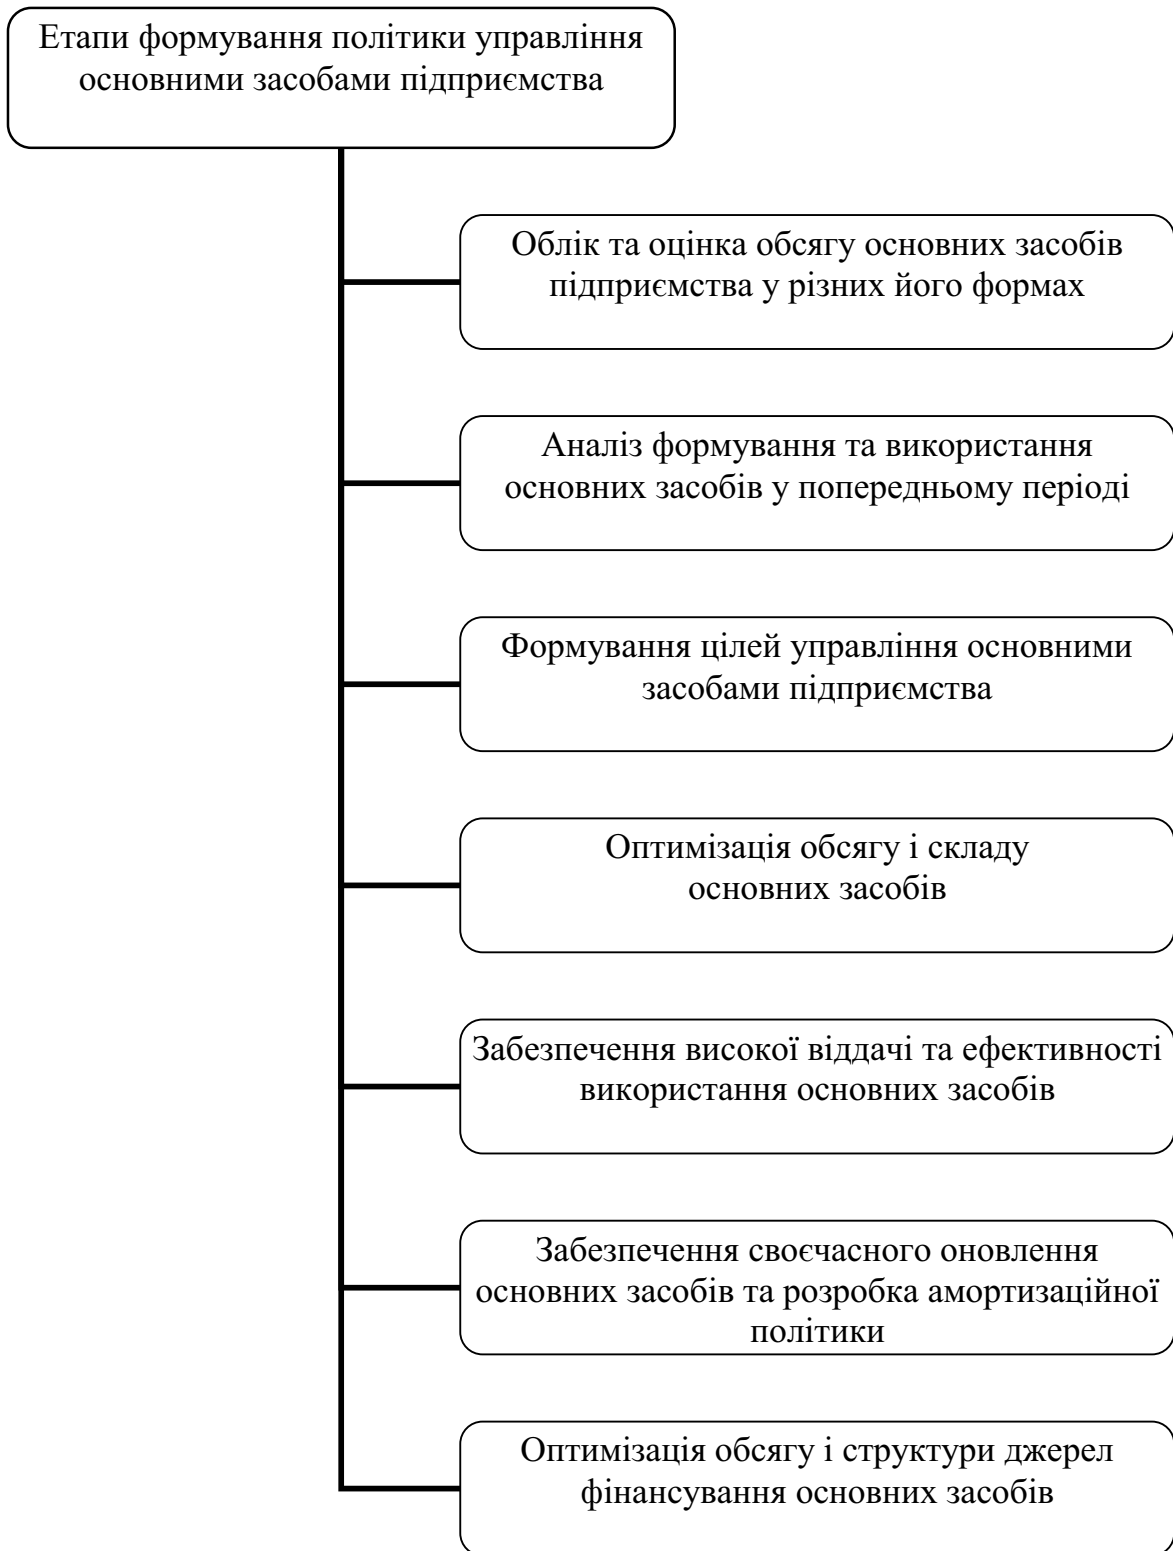 Етапи формування політики управління
основними засобами підприємства
Облік та оцінка обсягу основних засобів
підприємства у різних його формах
Аналіз формування та використання
основних засобів у попередньому періоді
Формування цілей управління основними
засобами підприємства
Оптимізація обсягу і складу
основних засобів
Забезпечення високої віддачі та ефективності
використання основних засобів
Забезпечення своєчасного оновлення
основних засобів та розробка амортизаційної
політики
Оптимізація обсягу і структури джерел
фінансування основних засобів